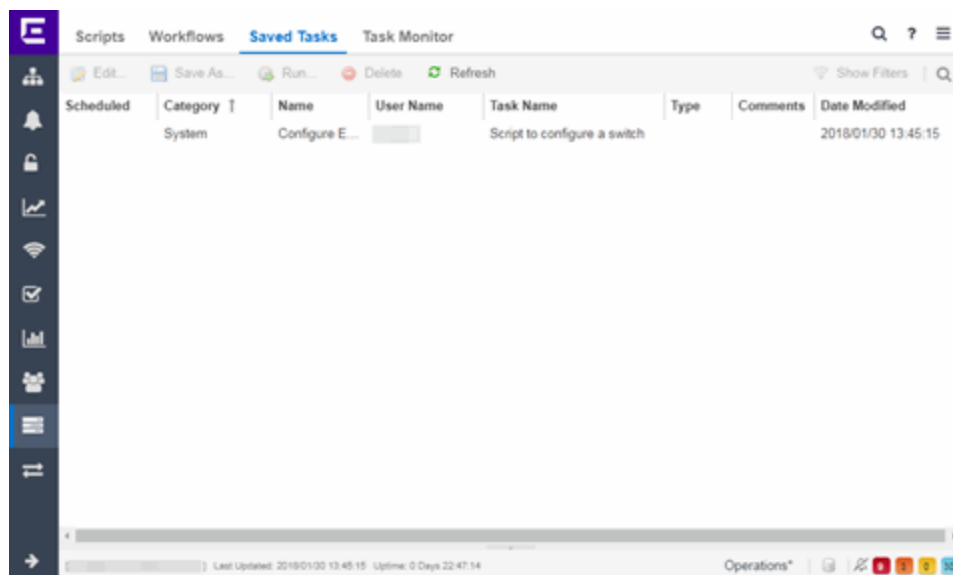 Scripts Workflows Saved Tasks Task Monitor ?
Edit... Save As... Run... Delete Refresh Show Filters
Scheduled Category Name User Name Task Name Type Comments Date Modified
System Configure E... Script to configure a switch 2018/01/30 13:45:15
Last Updated: 2018/01/30 13:45:15 Uptime: 0 Days 22:47:14 Operations*